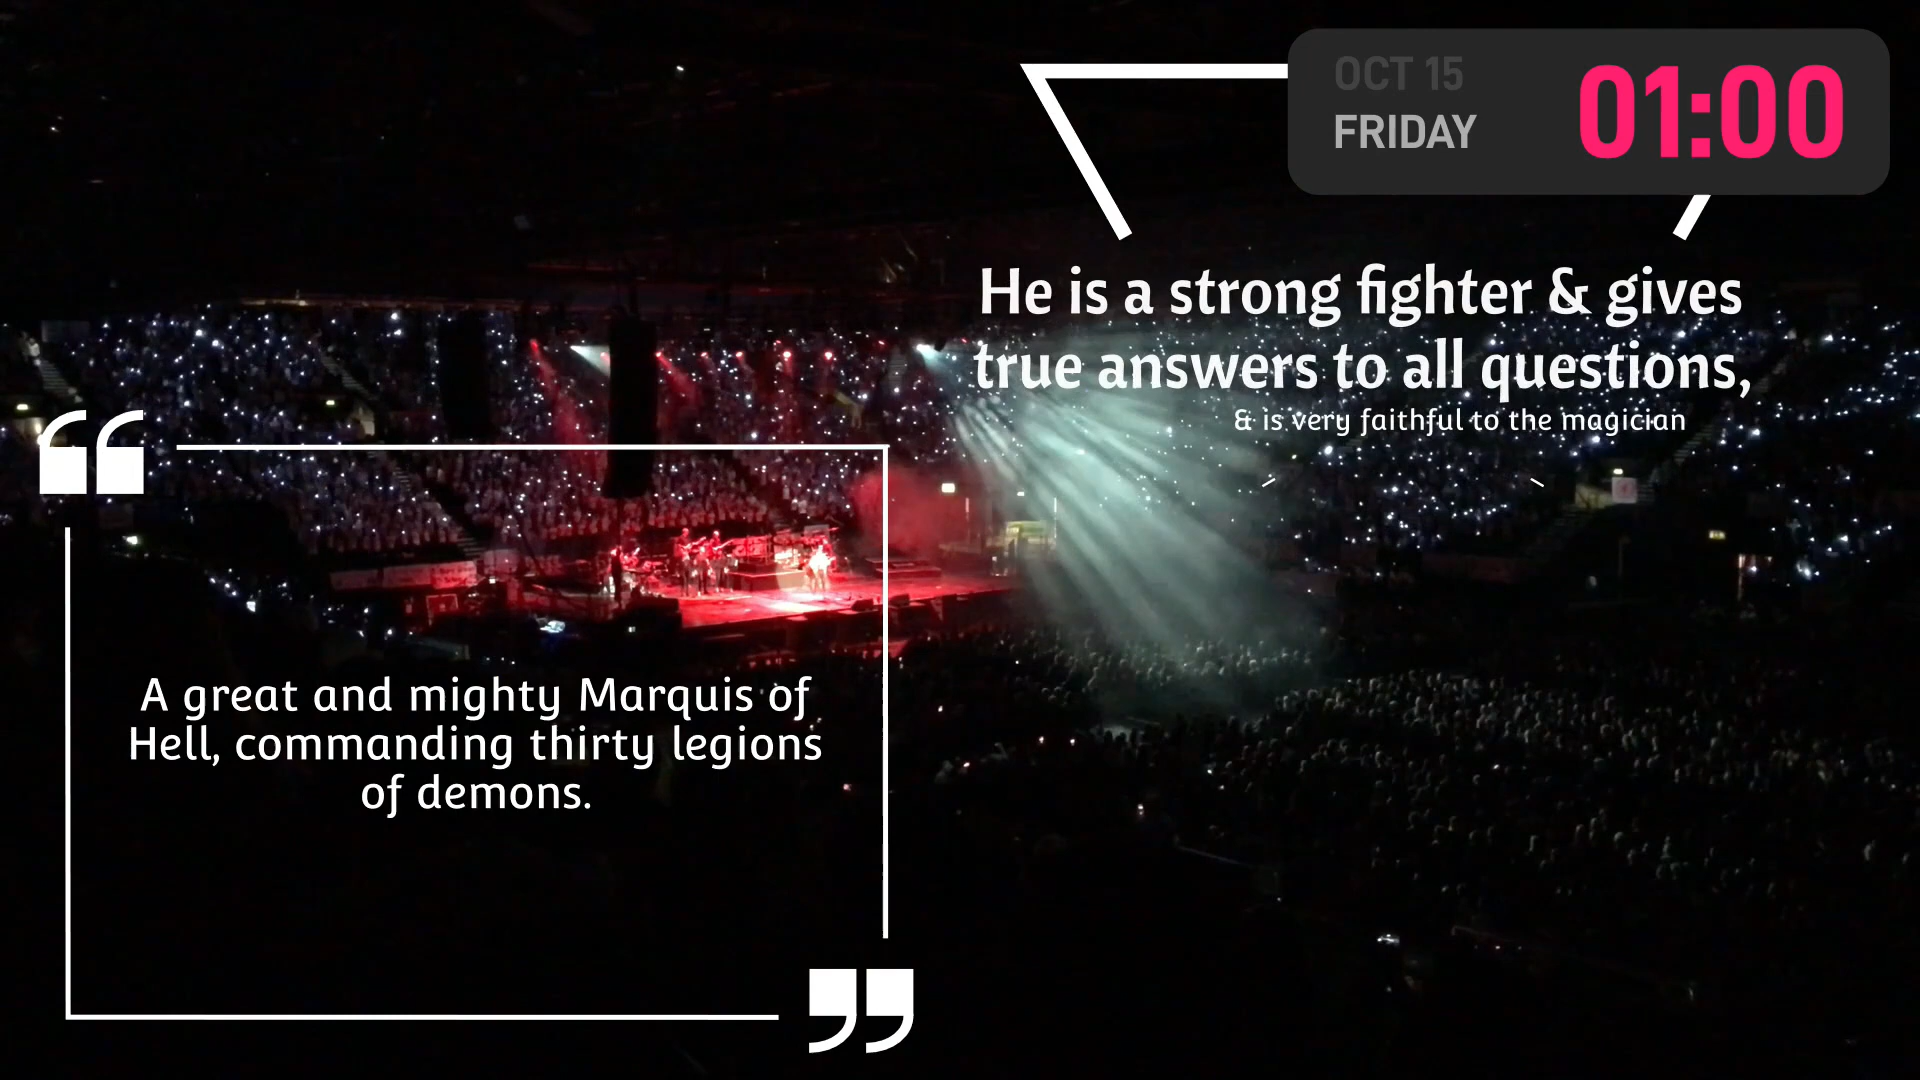 OCT 15
FRIDAY
01:00
He is a strong fighter & gives
true answers to all questions,
& is very faithful to the magician
A great and mighty Marquis of
Hell, commanding thirty legions
of demons.